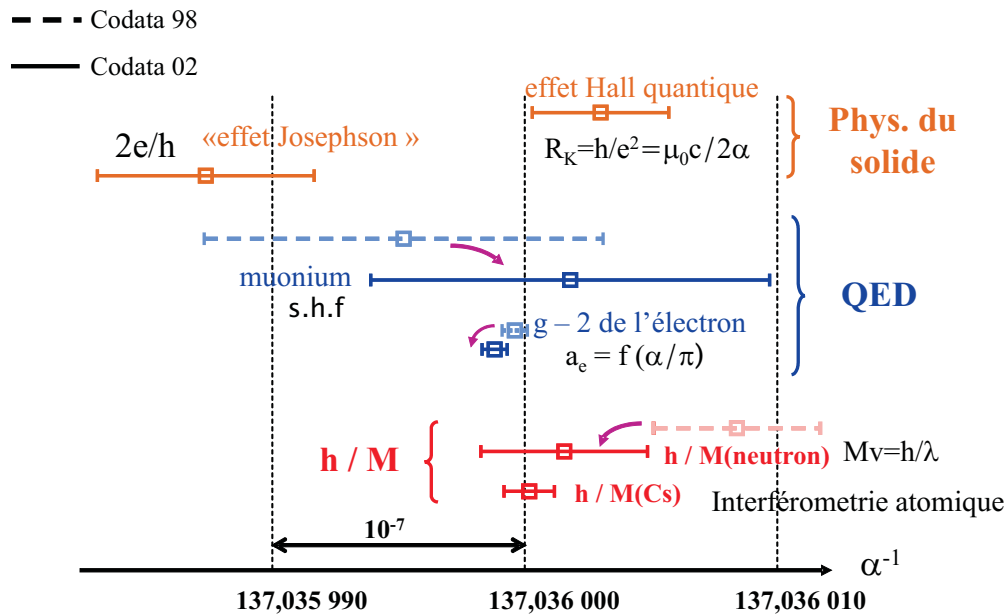 Codata 98
Codata 02
effet Hall quantique
2e/h
«effet Josephson »
R_K=h/e²=μ₀c/2α
Phys. du
solide
muonium
s.h.f
QED
g – 2 de l’électron
a_e = f (α/π)
h / M
h / M(neutron)
Mv=h/λ
h / M(Cs)
Interférometrie atomique
10⁻⁷
α⁻¹
137,035 990
137,036 000
137,036 010